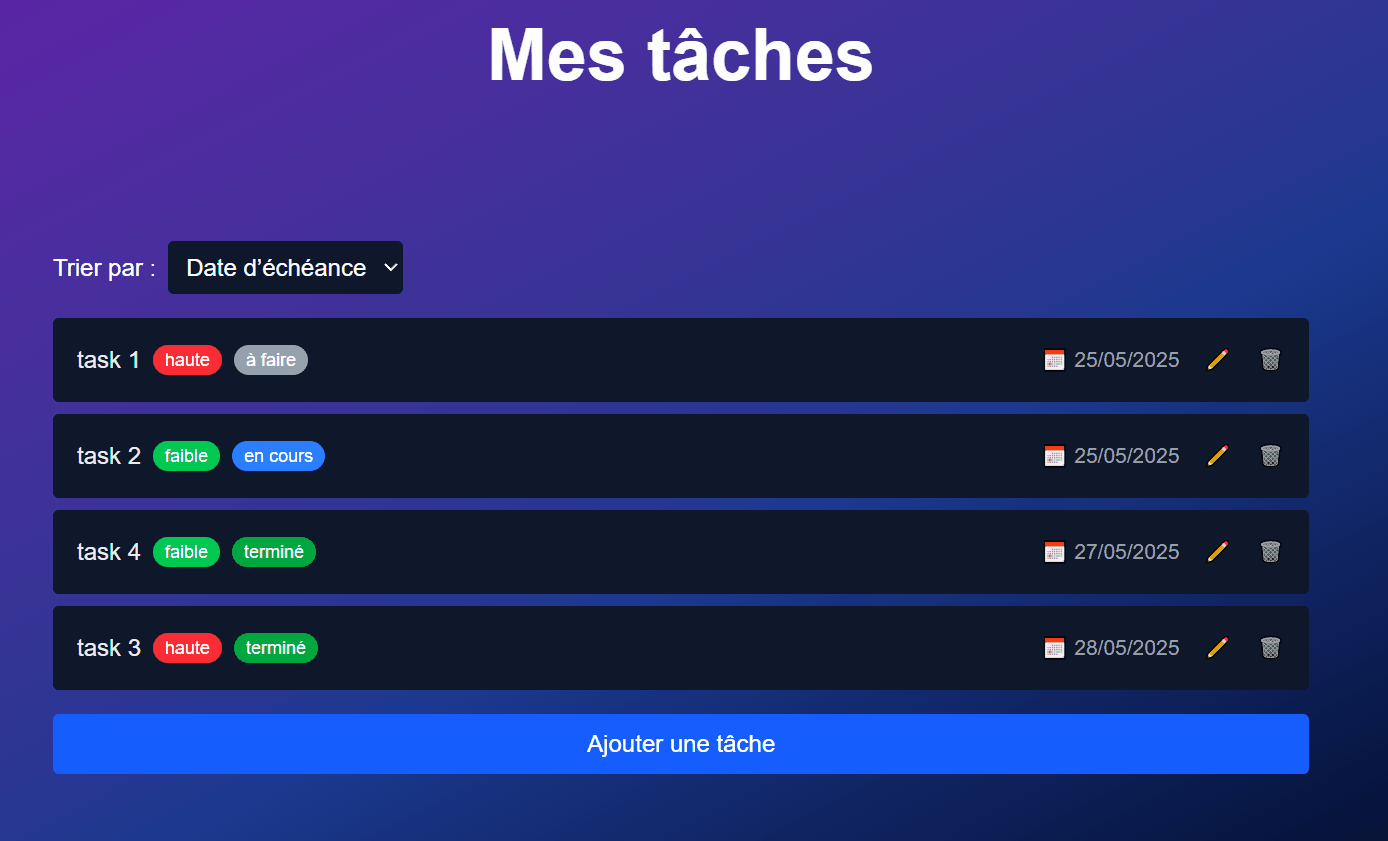 Mes tâches
Trier par : Date d’échéance
task 1 haute à faire 25/05/2025
task 2 faible en cours 25/05/2025
task 4 faible terminé 27/05/2025
task 3 haute terminé 28/05/2025
Ajouter une tâche